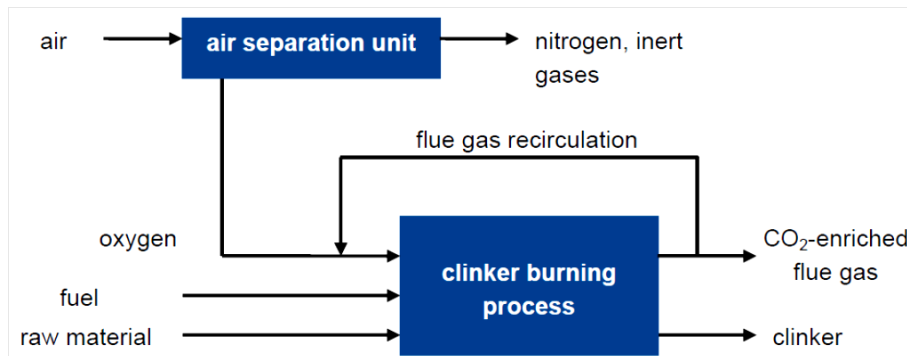 air
air separation unit
nitrogen, inert
gases
flue gas recirculation
oxygen
clinker burning
process
CO₂-enriched
flue gas
fuel
raw material
clinker